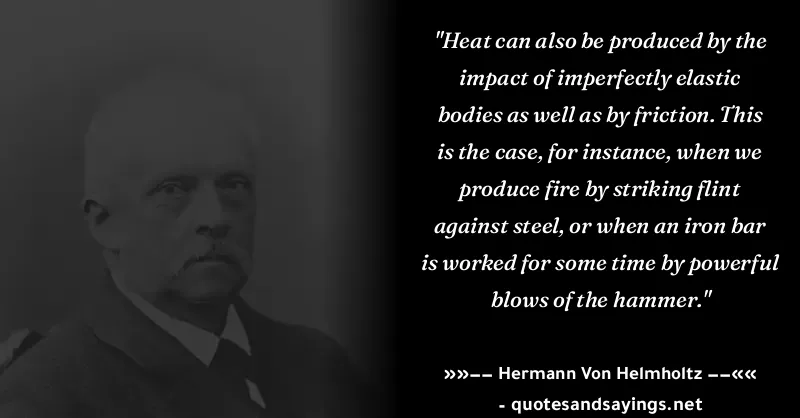 "Heat can also be produced by the
impact of imperfectly elastic
bodies as well as by friction. This
is the case, for instance, when we
produce fire by striking flint
against steel, or when an iron bar
is worked for some time by powerful
blows of the hammer."
»»–– Hermann Von Helmholtz ––««
- quotesandsayings.net